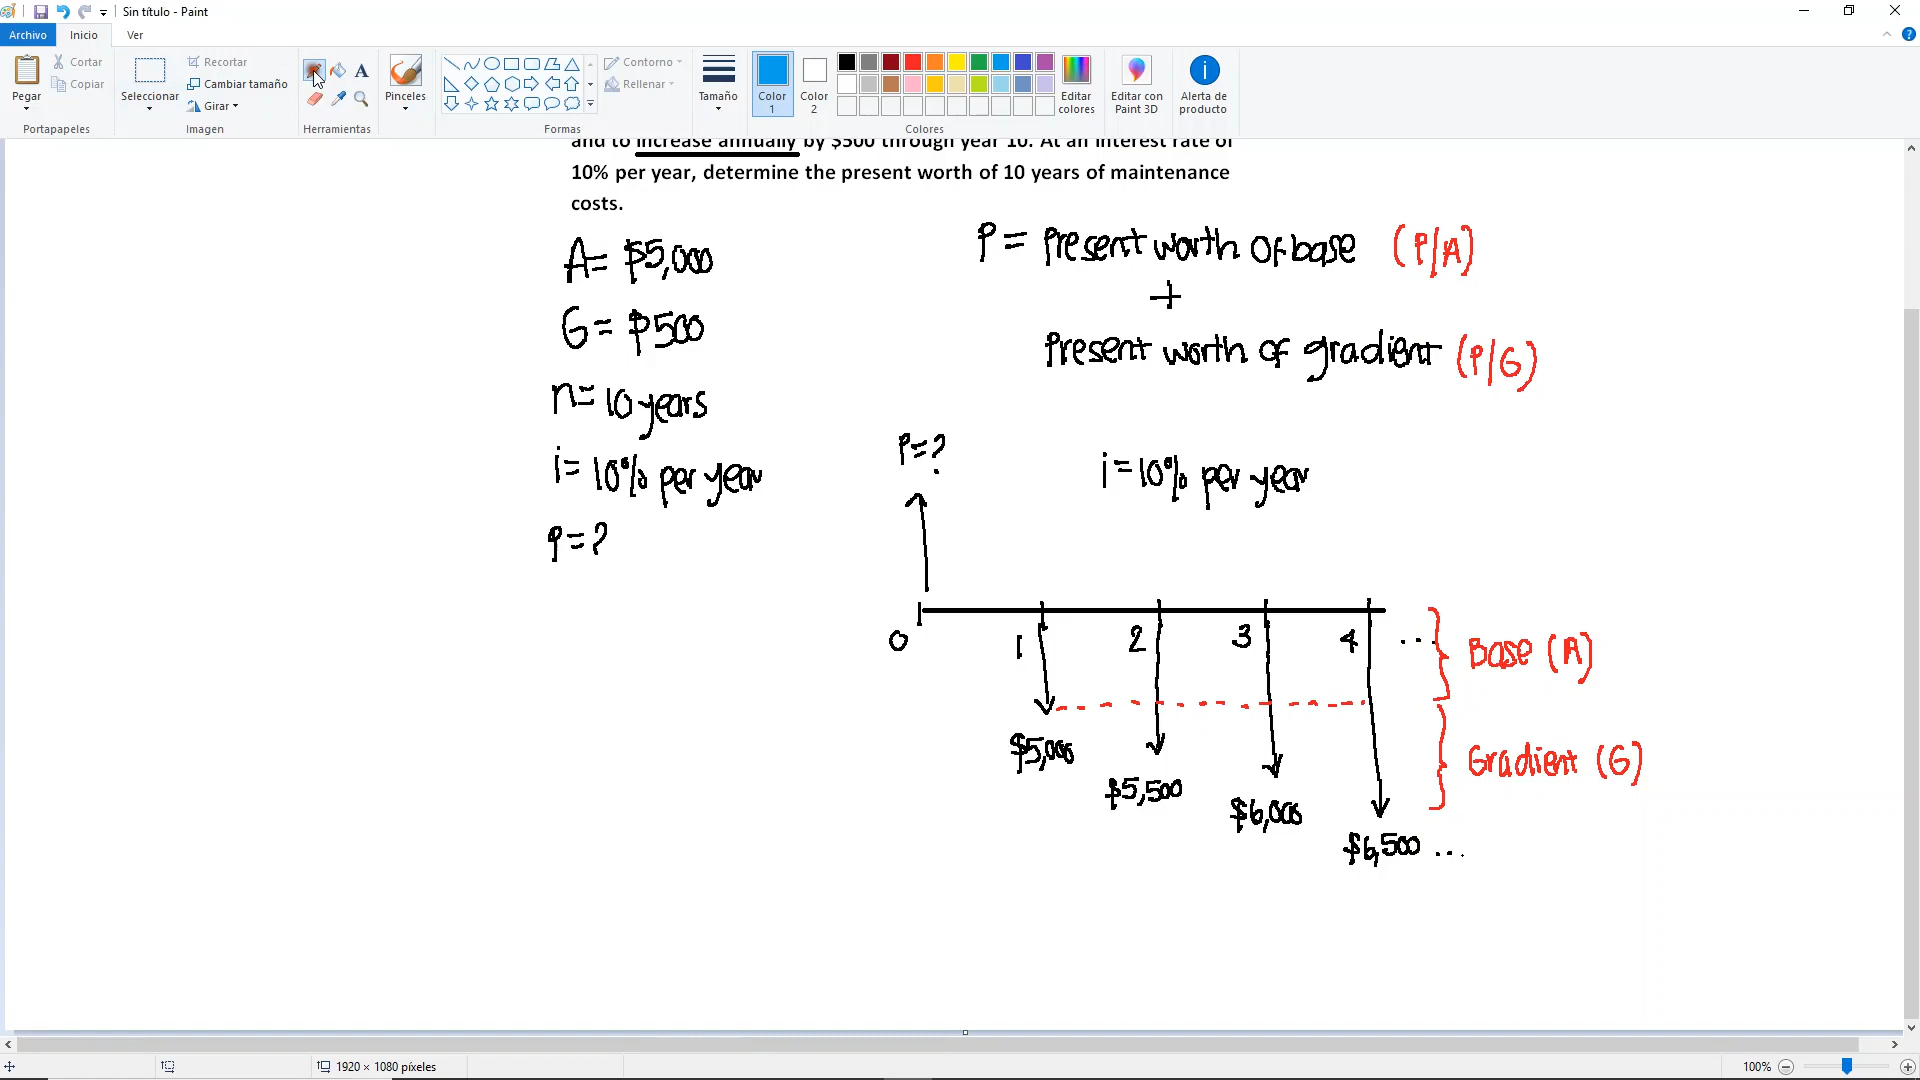 Sin título - Paint
Archivo Inicio Ver
Pegar
Cortar
Copiar
Portapapeles
Seleccionar
Recortar
Cambiar tamaño
Girar
Imagen
A
Herramientas
Pinceles
Contorno
Rellenar
Formas
Tamaño
Color 1
Color 2
Editar colores
Colores
Editar con Paint 3D
Alerta de producto
and to increase annually by $500 through year 10. At an interest rate of
10% per year, determine the present worth of 10 years of maintenance
costs.
A= $5,000
G= $500
n= 10 years
i= 10% per year
P=?
P= Present worth of base (P/A)
+
Present worth of gradient (P/G)
P=?
i=10% per year
0 1 2 3 4 ...
Base (A)
$5,000
$5,500
$6,000
$6,500 ...
Gradient (G)
1920 × 1080 píxeles
100%